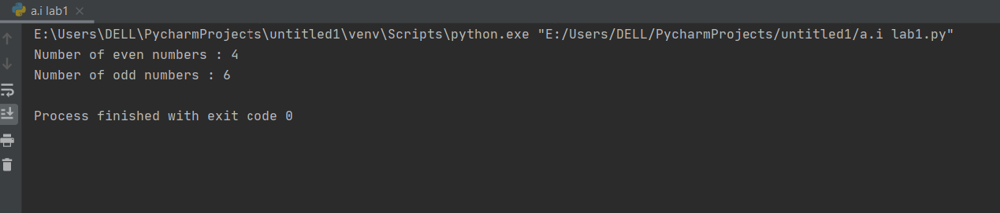 a.i lab1
E:\Users\DELL\PycharmProjects\untitled1\venv\Scripts\python.exe "E:/Users/DELL/PycharmProjects/untitled1/a.i lab1.py"
Number of even numbers : 4
Number of odd numbers : 6
Process finished with exit code 0